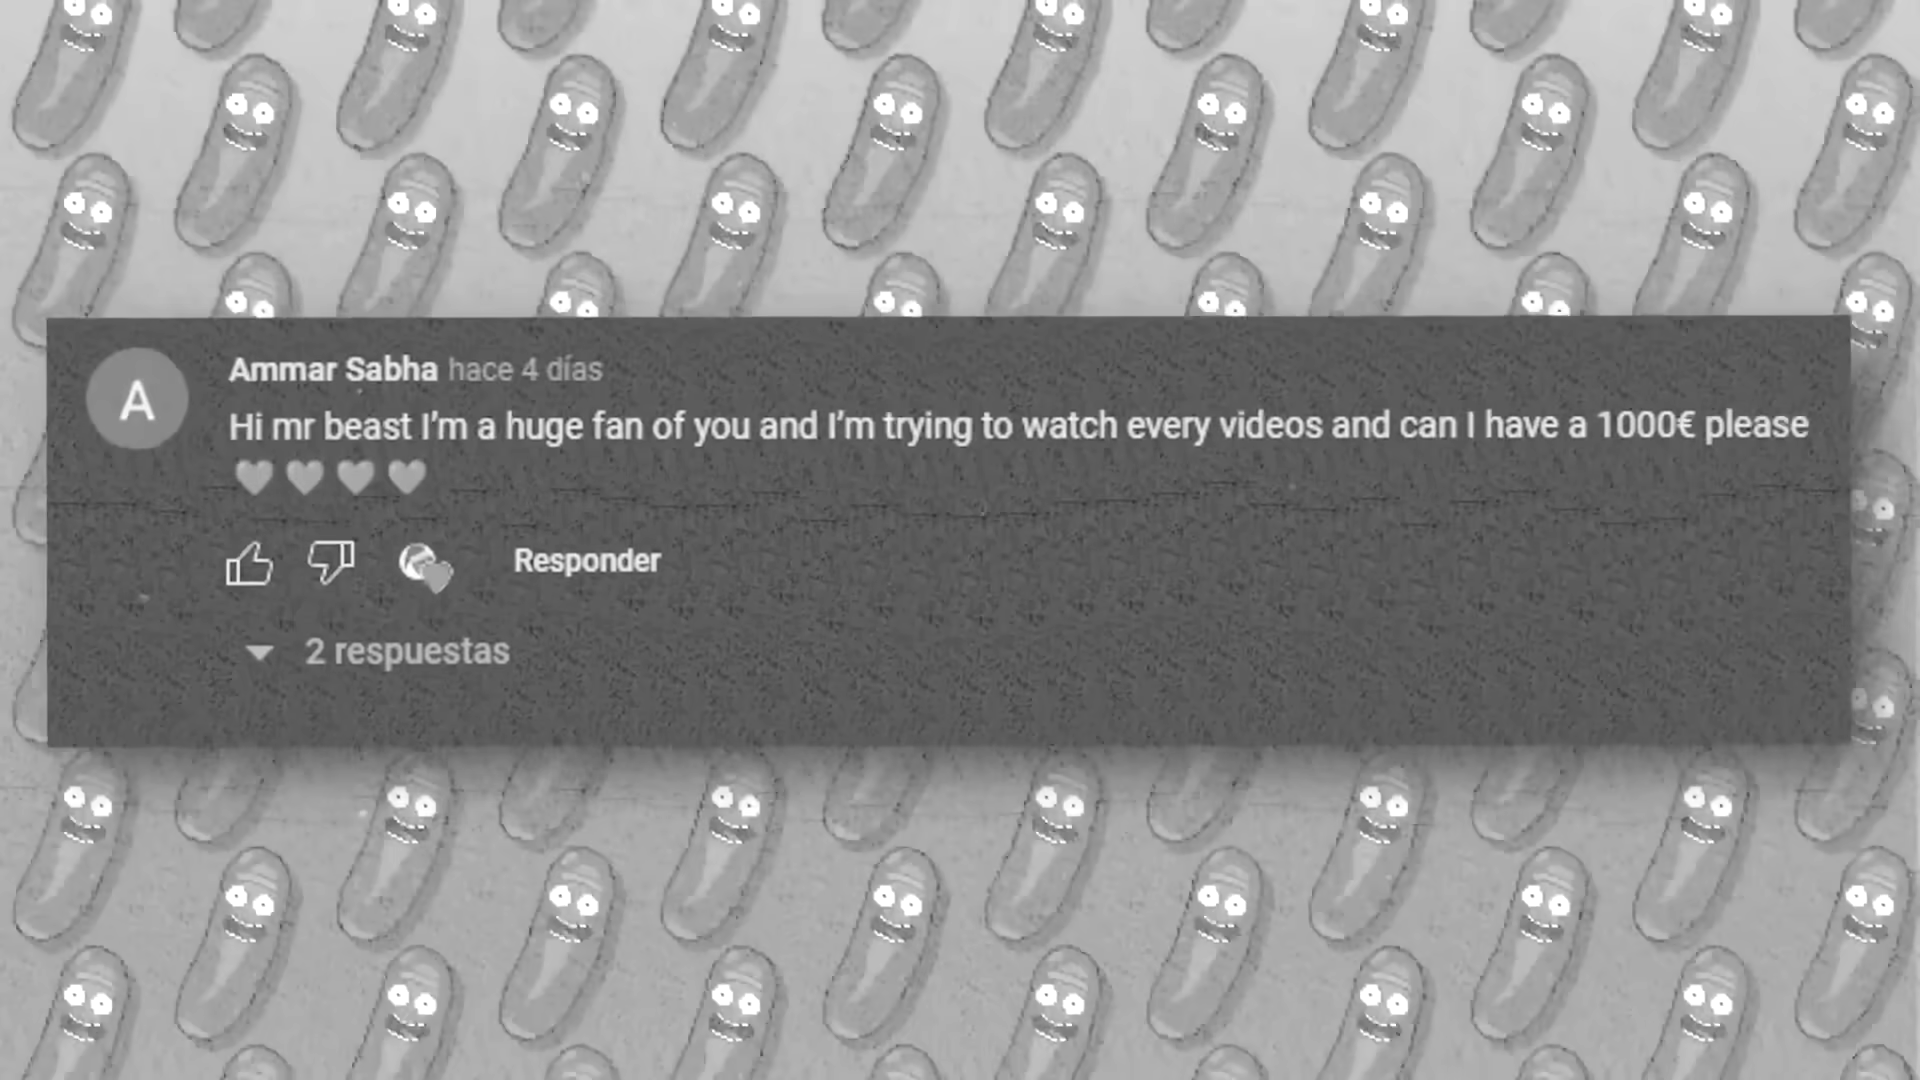 A
Ammar Sabha hace 4 días
Hi mr beast I’m a huge fan of you and I’m trying to watch every videos and can I have a 1000€ please
🤍🤍🤍🤍
Responder
2 respuestas